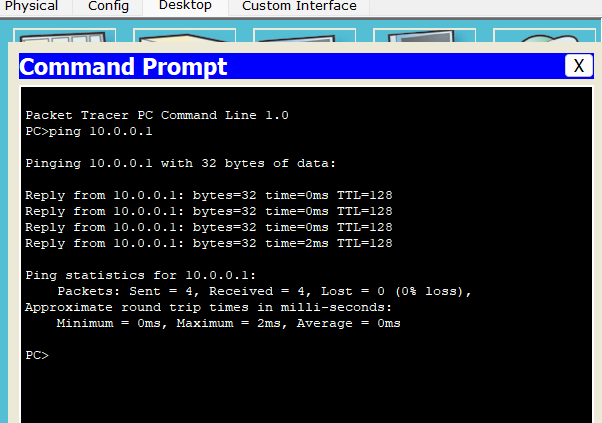 Physical Config Desktop Custom Interface
Command Prompt X
Packet Tracer PC Command Line 1.0
PC>ping 10.0.0.1
Pinging 10.0.0.1 with 32 bytes of data:
Reply from 10.0.0.1: bytes=32 time=0ms TTL=128
Reply from 10.0.0.1: bytes=32 time=0ms TTL=128
Reply from 10.0.0.1: bytes=32 time=0ms TTL=128
Reply from 10.0.0.1: bytes=32 time=2ms TTL=128
Ping statistics for 10.0.0.1:
Packets: Sent = 4, Received = 4, Lost = 0 (0% loss),
Approximate round trip times in milli-seconds:
Minimum = 0ms, Maximum = 2ms, Average = 0ms
PC>